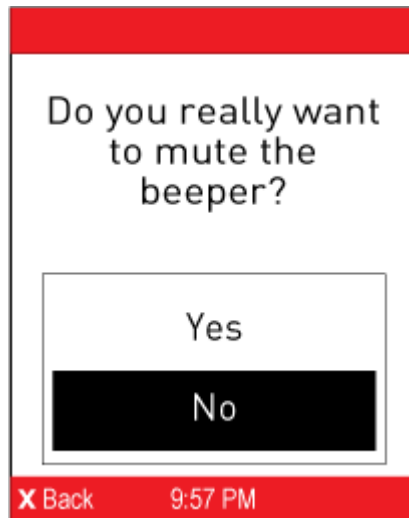 Do you really want
to mute the
beeper?
Yes
No
X Back 9:57 PM